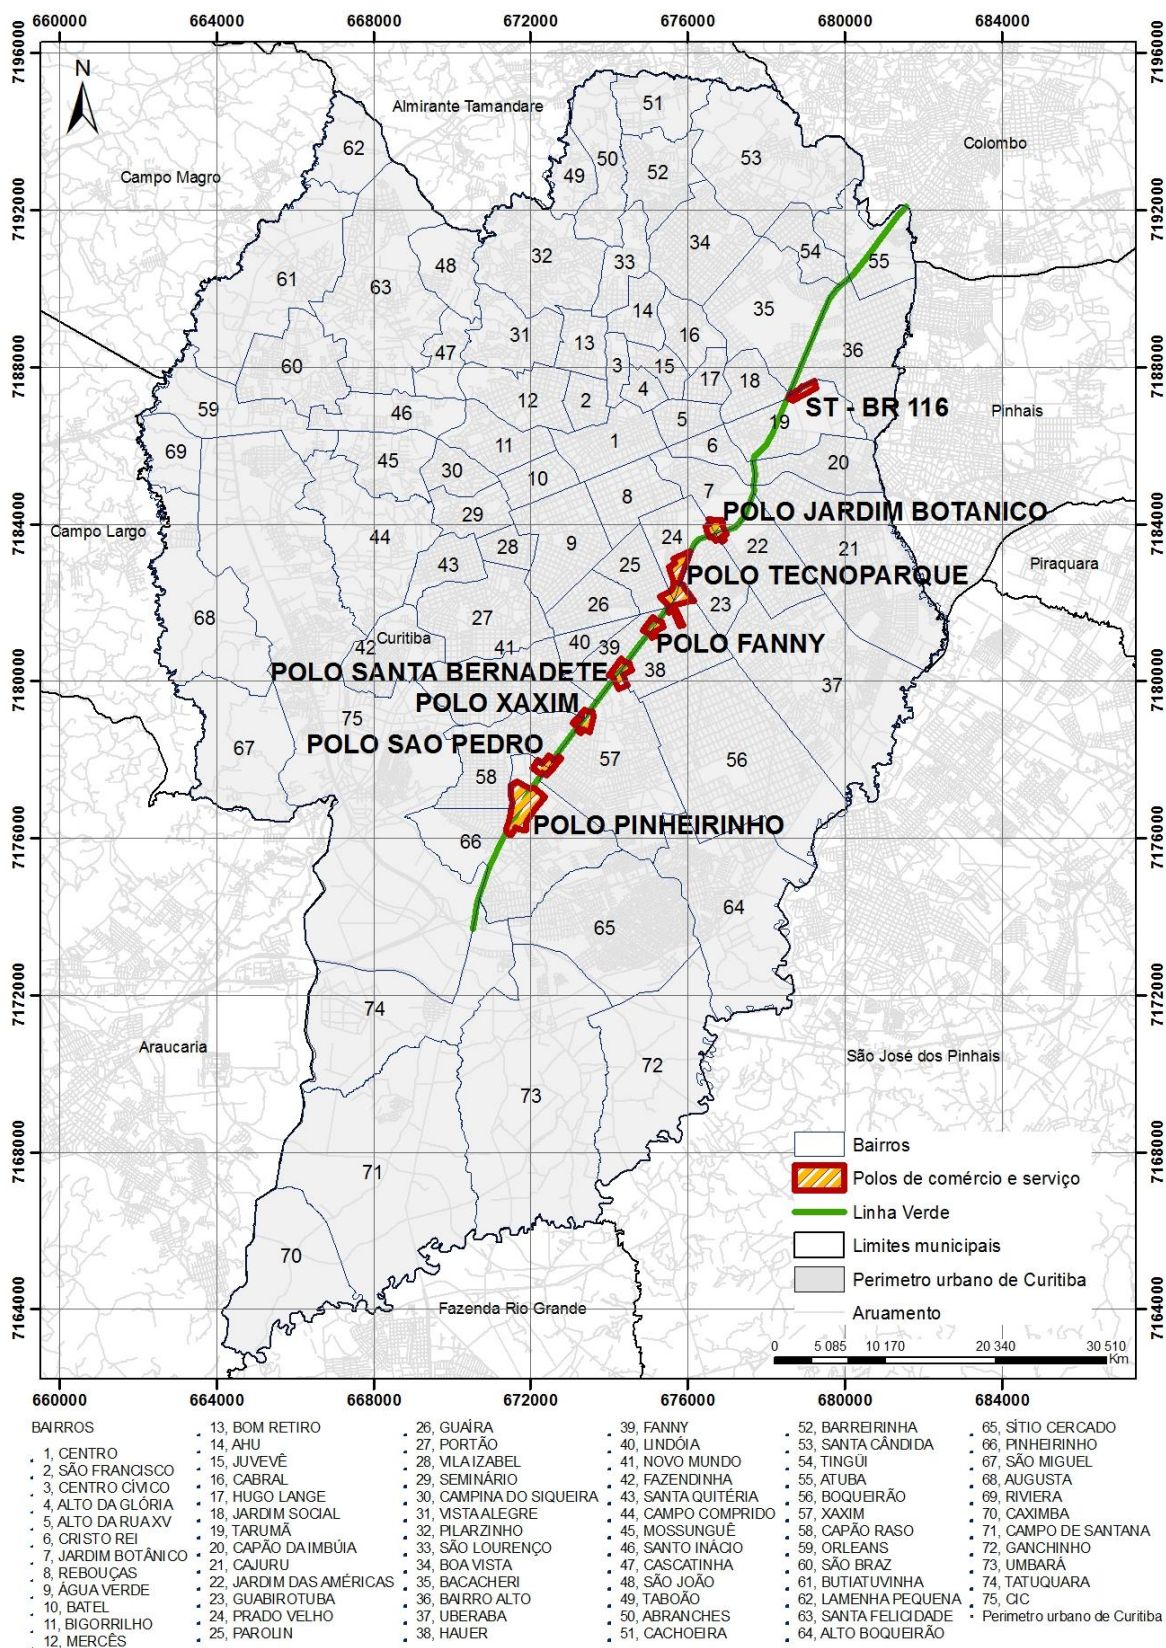 660000 664000 668000 672000 676000 680000 684000
7196000 7196000
N
Almirante Tamandare
51
62
50
53
Colombo
Campo Magro
49
52
7192000 7192000
34
54
32
33
55
48
61
63
35
14
31
13
16
36
47
7188000 7188000
60
3
15
17
18
4
12
2
ST - BR 116
59
46
5
19
Pinhais
1
11
6
69
45
30
20
10
7
8
29
POLO JARDIM BOTANICO
Campo Largo
7184000 7184000
44
28
9
24
22
21
43
25
Piraquara
POLO TECNOPARQUE
26
23
68
27
Curitiba
42
41
40
39
POLO FANNY
POLO SANTA BERNADETE
38
7180000 7180000
37
POLO XAXIM
75
POLO SAO PEDRO
67
57
56
58
POLO PINHEIRINHO
7176000 7176000
66
64
65
7172000 7172000
74
Araucaria
São José dos Pinhais
72
73
Bairros
7168000 7168000
71
Polos de comércio e serviço
Linha Verde
Limites municipais
70
Perimetro urbano de Curitiba
7164000 7164000
Fazenda Rio Grande
Aruamento
0 5 085 10 170 20 340 30 510
Km
660000 664000 668000 672000 676000 680000 684000
BAIRROS
1, CENTRO
2, SÃO FRANCISCO
3, CENTRO CÍVICO
4, ALTO DA GLÓRIA
5, ALTO DA RUA XV
6, CRISTO REI
7, JARDIM BOTÂNICO
8, REBOUÇAS
9, ÁGUA VERDE
10, BATEL
11, BIGORRILHO
12, MERCÊS
13, BOM RETIRO
14, AHU
15, JUVEVÊ
16, CABRAL
17, HUGO LANGE
18, JARDIM SOCIAL
19, TARUMÃ
20, CAPÃO DA IMBÚIA
21, CAJURU
22, JARDIM DAS AMÉRICAS
23, GUABIROTUBA
24, PRADO VELHO
25, PAROLIN
26, GUAÍRA
27, PORTÃO
28, VILA IZABEL
29, SEMINÁRIO
30, CAMPINA DO SIQUEIRA
31, VISTA ALEGRE
32, PILARZINHO
33, SÃO LOURENÇO
34, BOA VISTA
35, BACACHERI
36, BAIRRO ALTO
37, UBERABA
38, HAUER
39, FANNY
40, LINDÓIA
41, NOVO MUNDO
42, FAZENDINHA
43, SANTA QUITÉRIA
44, CAMPO COMPRIDO
45, MOSSUNGUÊ
46, SANTO INÁCIO
47, CASCATINHA
48, SÃO JOÃO
49, TABOÃO
50, ABRANCHES
51, CACHOEIRA
52, BARREIRINHA
53, SANTA CÂNDIDA
54, TINGÜI
55, ATUBA
56, BOQUEIRÃO
57, XAXIM
58, CAPÃO RASO
59, ORLEANS
60, SÃO BRAZ
61, BUTIATUVINHA
62, LAMENHA PEQUENA
63, SANTA FELICIDADE
64, ALTO BOQUEIRÃO
65, SÍTIO CERCADO
66, PINHEIRINHO
67, SÃO MIGUEL
68, AUGUSTA
69, RIVIERA
70, CAXIMBA
71, CAMPO DE SANTANA
72, GANCHINHO
73, UMBARÁ
74, TATUQUARA
75, CIC
Perimetro urbano de Curitiba